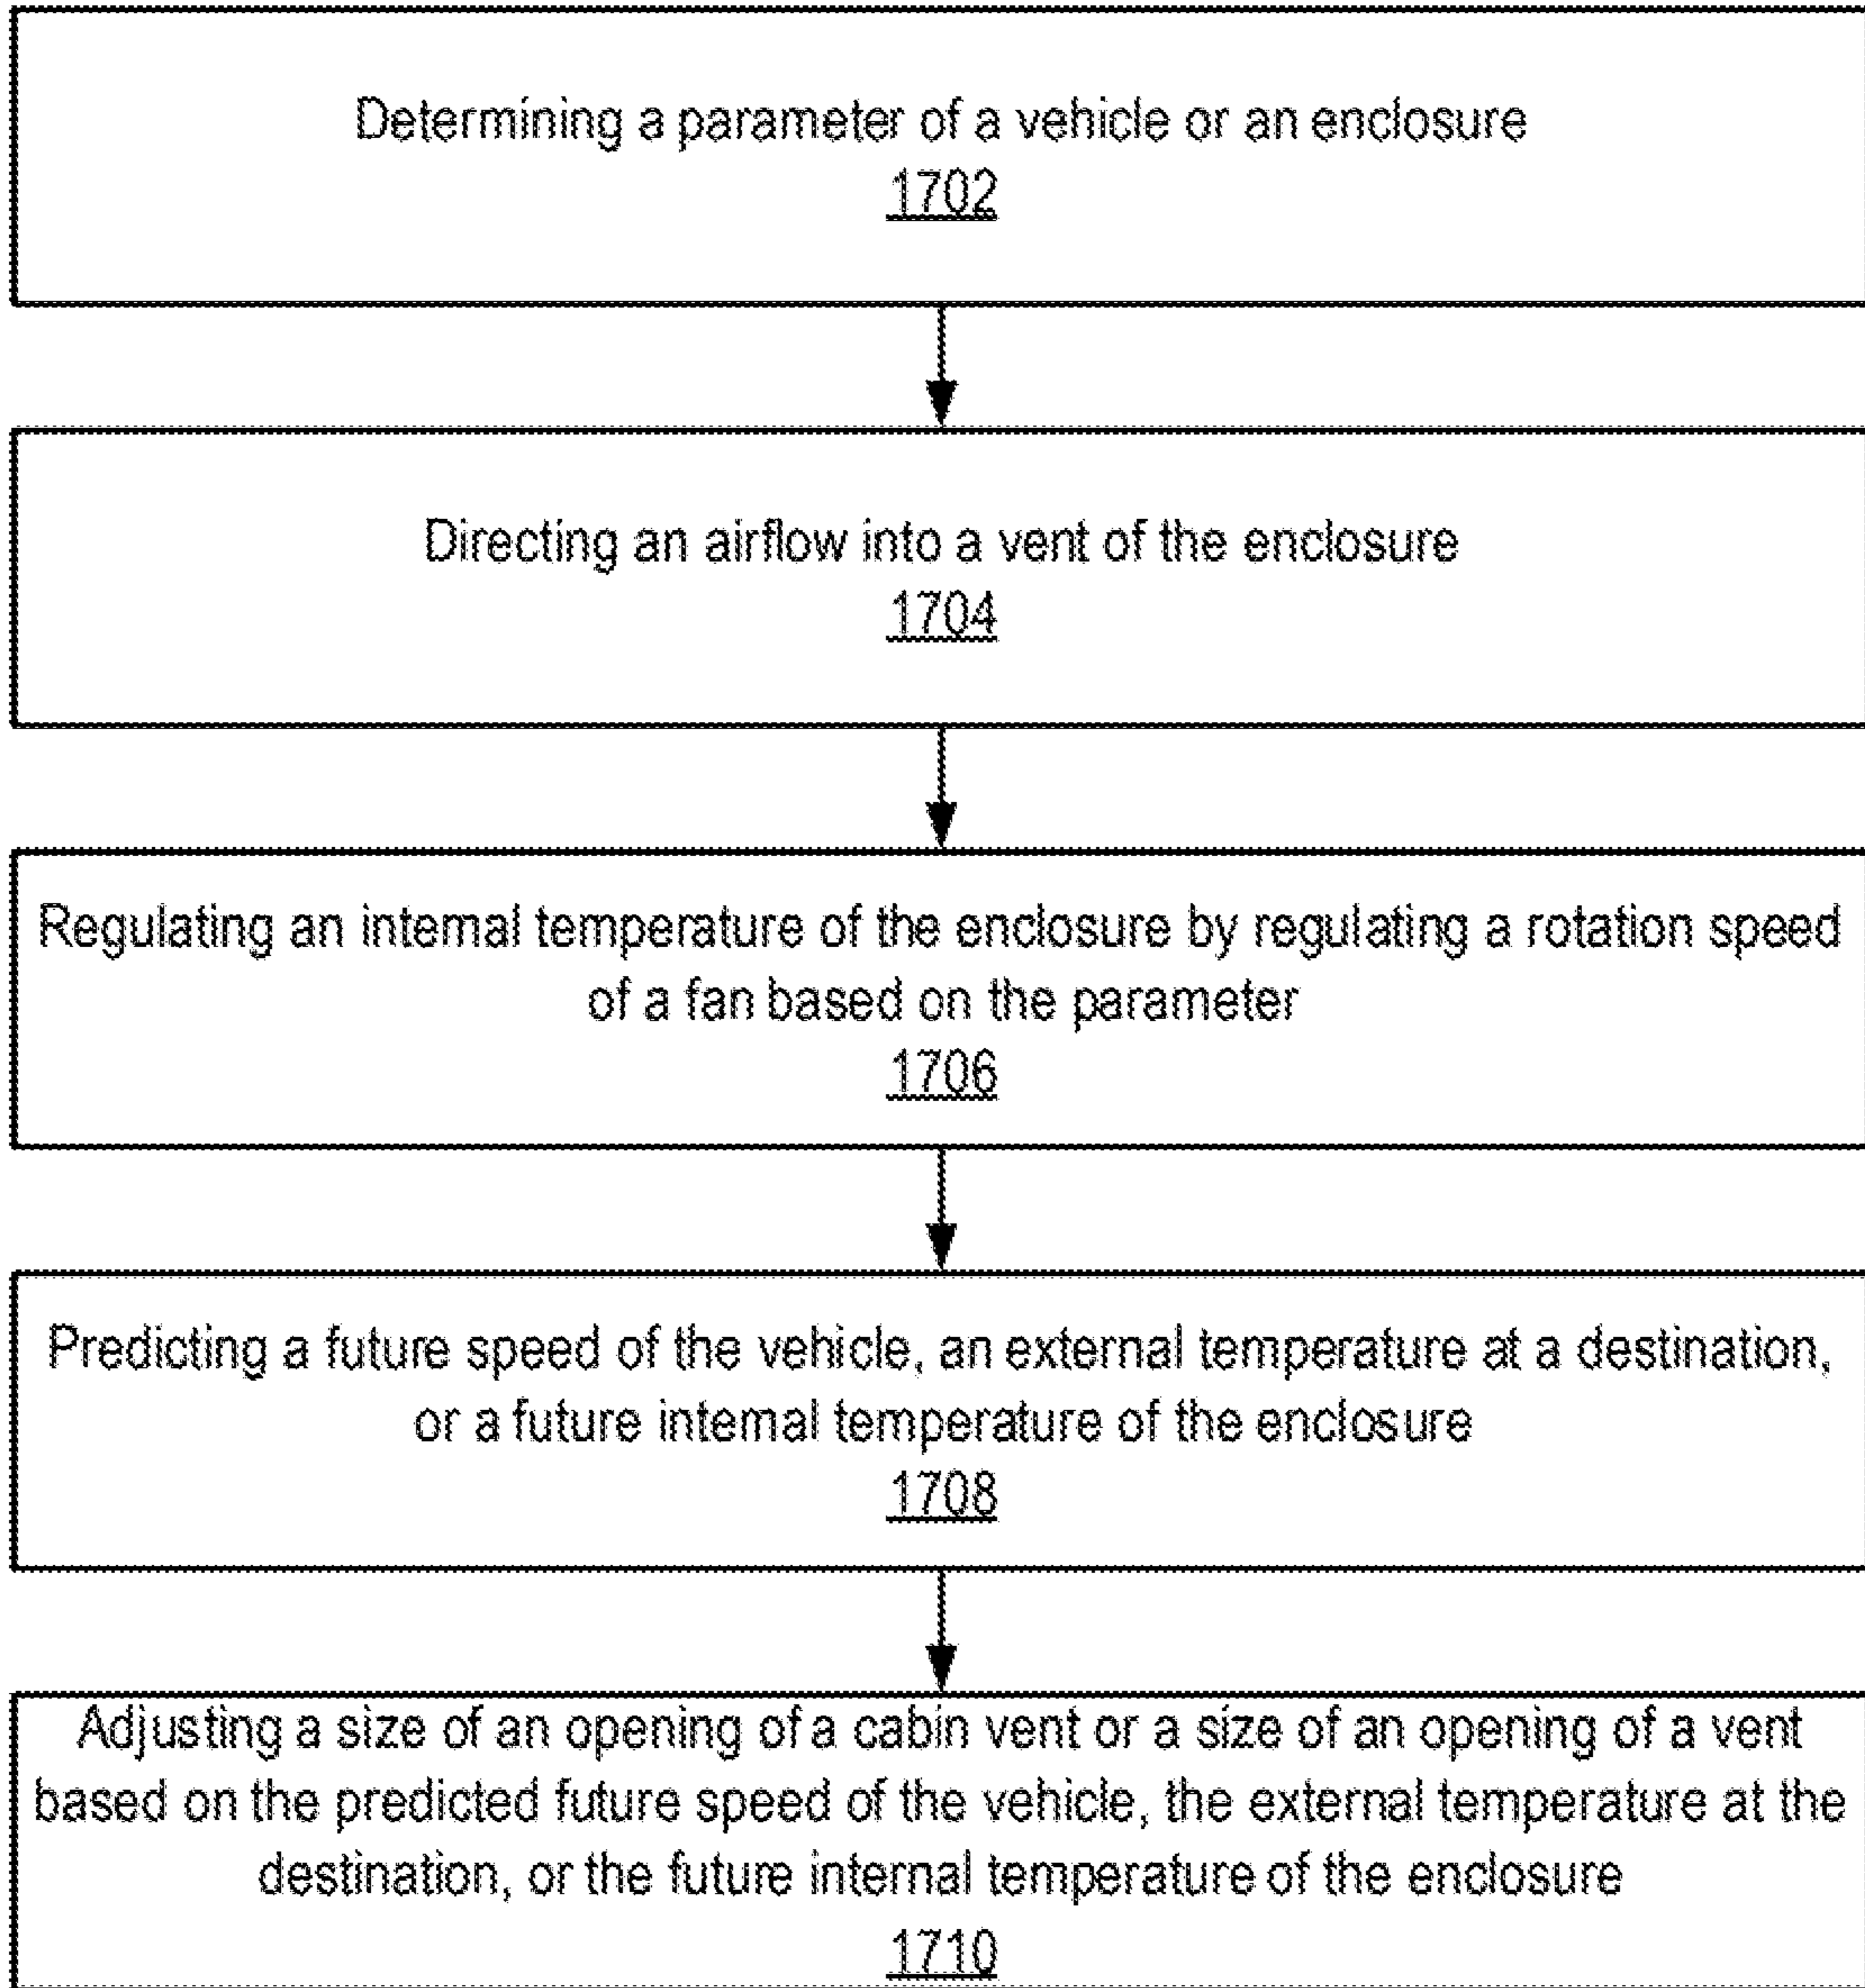 Determining a parameter of a vehicle or an enclosure
1702
Directing an airflow into a vent of the enclosure
1704
Regulating an internal temperature of the enclosure by regulating a rotation speed
of a fan based on the parameter
1706
Predicting a future speed of the vehicle, an external temperature at a destination,
or a future internal temperature of the enclosure
1708
Adjusting a size of an opening of a cabin vent or a size of an opening of a vent
based on the predicted future speed of the vehicle, the external temperature at the
destination, or the future internal temperature of the enclosure
1710